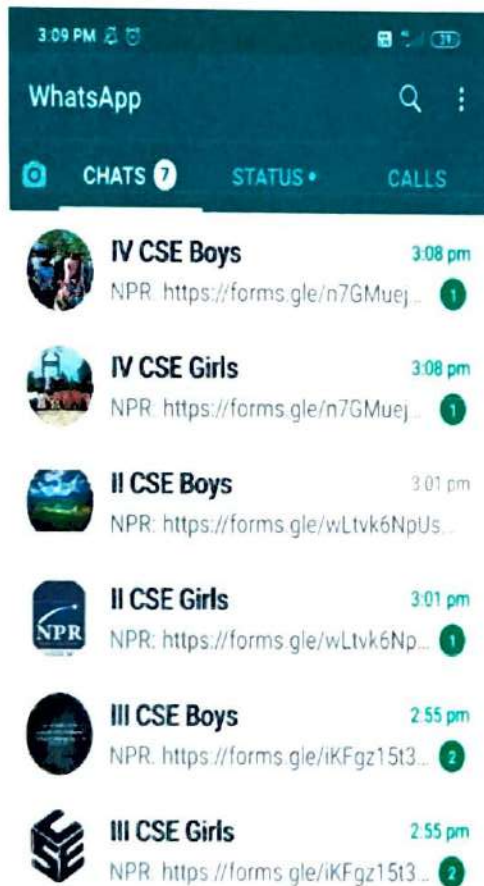 3:09 PM
39
WhatsApp
CHATS 7 STATUS CALLS
IV CSE Boys 3:08 pm
NPR: https://forms.gle/n7GMuej... 1
IV CSE Girls 3:08 pm
NPR: https://forms.gle/n7GMuej... 1
II CSE Boys 3:01 pm
NPR: https://forms.gle/wLtvk6NpUs...
II CSE Girls 3:01 pm
NPR
NPR: https://forms.gle/wLtvk6Np... 1
III CSE Boys 2:55 pm
NPR: https://forms.gle/iKFgz15t3... 2
CSE
III CSE Girls 2:55 pm
NPR: https://forms.gle/iKFgz15t3... 2